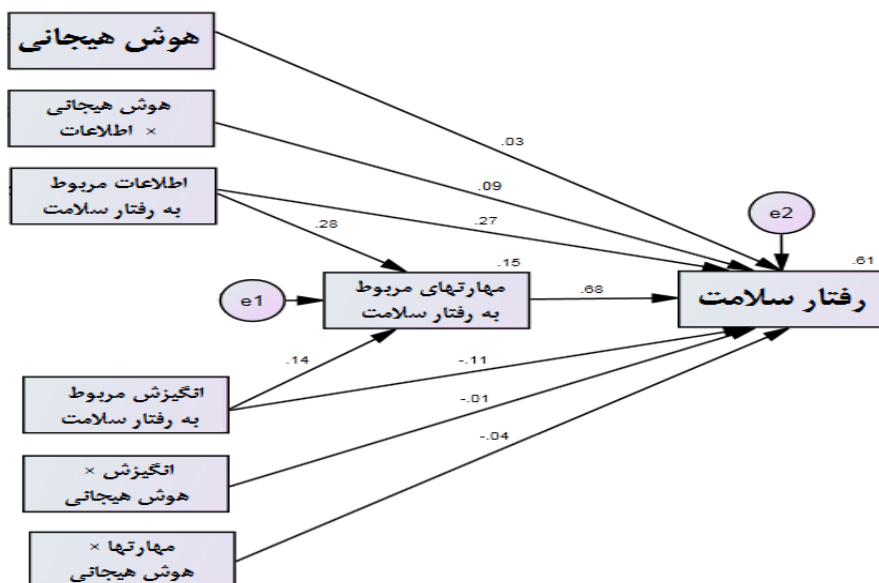 هوش هیجانی
هوش هیجانی
× اطلاعات
.03
.09
اطلاعات مربوط
به رفتار سلامت
.27
.28
e2
.15
.61
e1
مهارتهای مربوط
به رفتار سلامت
.68
رفتار سلامت
.14
-.11
انگیزش مربوط
به رفتار سلامت
-.01
-.04
انگیزش ×
هوش هیجانی
مهارتها ×
هوش هیجانی